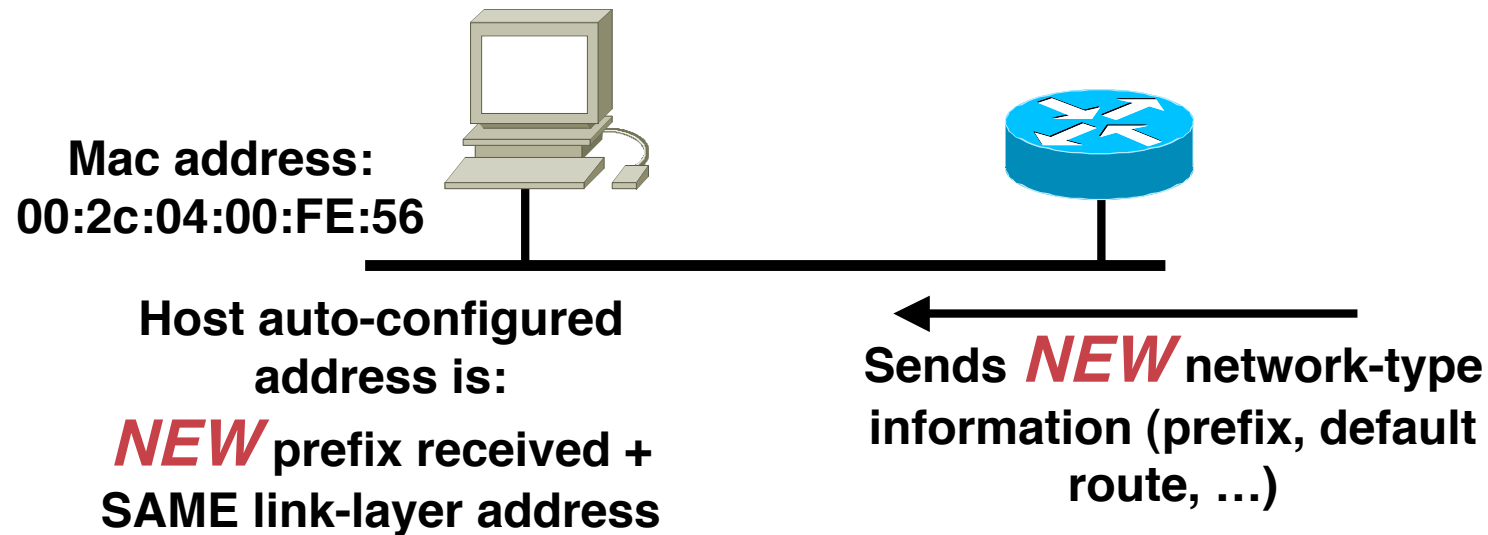 Mac address:
00:2c:04:00:FE:56
Host auto-configured
address is:
NEW prefix received +
SAME link-layer address
Sends NEW network-type
information (prefix, default
route, …)